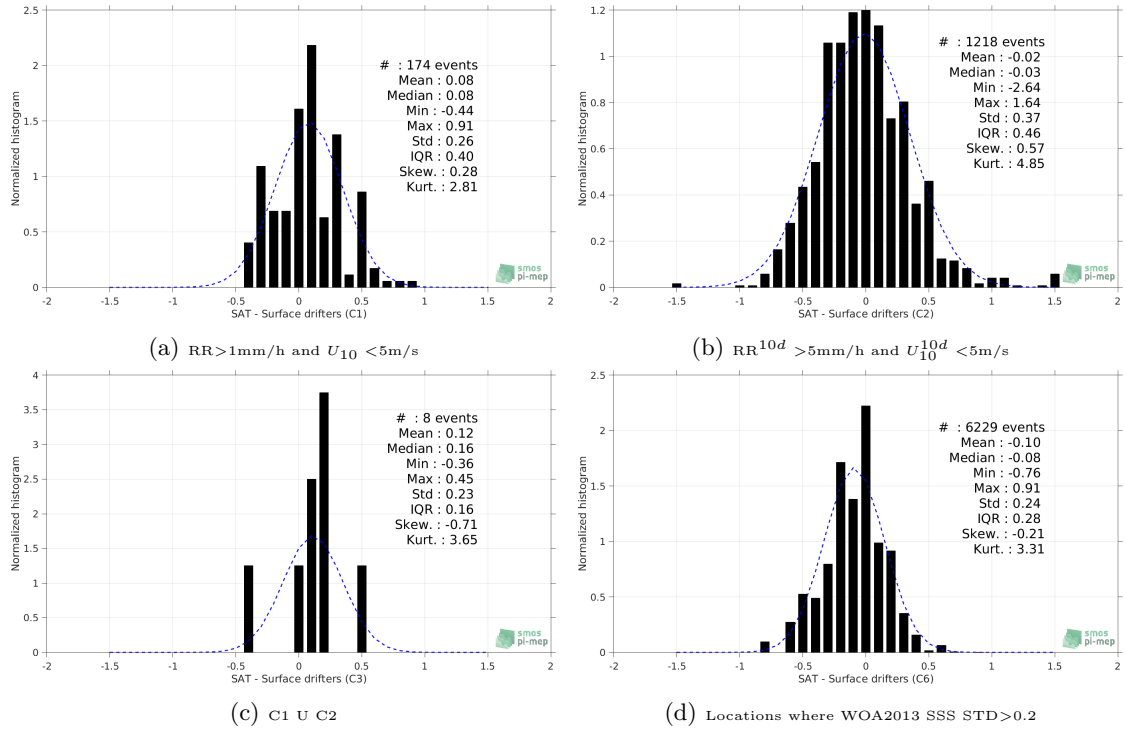 2.5
2
1.5
1
0.5
0
-2
-1.5
-1
-0.5
0
0.5
1
1.5
2
Normalized histogram
SAT - Surface drifters (C1)
# : 174 events
Mean : 0.08
Median : 0.08
Min : -0.44
Max : 0.91
Std : 0.26
IQR : 0.40
Skew. : 0.28
Kurt. : 2.81
smos
pi-mep
(a) RR>1mm/h and U10 <5m/s
1.2
1
0.8
0.6
0.4
0.2
0
-2
-1.5
-1
-0.5
0
0.5
1
1.5
2
Normalized histogram
SAT - Surface drifters (C2)
# : 1218 events
Mean : -0.02
Median : -0.03
Min : -2.64
Max : 1.64
Std : 0.37
IQR : 0.46
Skew. : 0.57
Kurt. : 4.85
smos
pi-mep
(b) RR^10d >5mm/h and U10^10d <5m/s
4
3.5
3
2.5
2
1.5
1
0.5
0
-2
-1.5
-1
-0.5
0
0.5
1
1.5
2
Normalized histogram
SAT - Surface drifters (C3)
# : 8 events
Mean : 0.12
Median : 0.16
Min : -0.36
Max : 0.45
Std : 0.23
IQR : 0.16
Skew. : -0.71
Kurt. : 3.65
smos
pi-mep
(c) C1 U C2
2.5
2
1.5
1
0.5
0
-2
-1.5
-1
-0.5
0
0.5
1
1.5
2
Normalized histogram
SAT - Surface drifters (C6)
# : 6229 events
Mean : -0.10
Median : -0.08
Min : -0.76
Max : 0.91
Std : 0.24
IQR : 0.28
Skew. : -0.21
Kurt. : 3.31
smos
pi-mep
(d) Locations where WOA2013 SSS STD>0.2